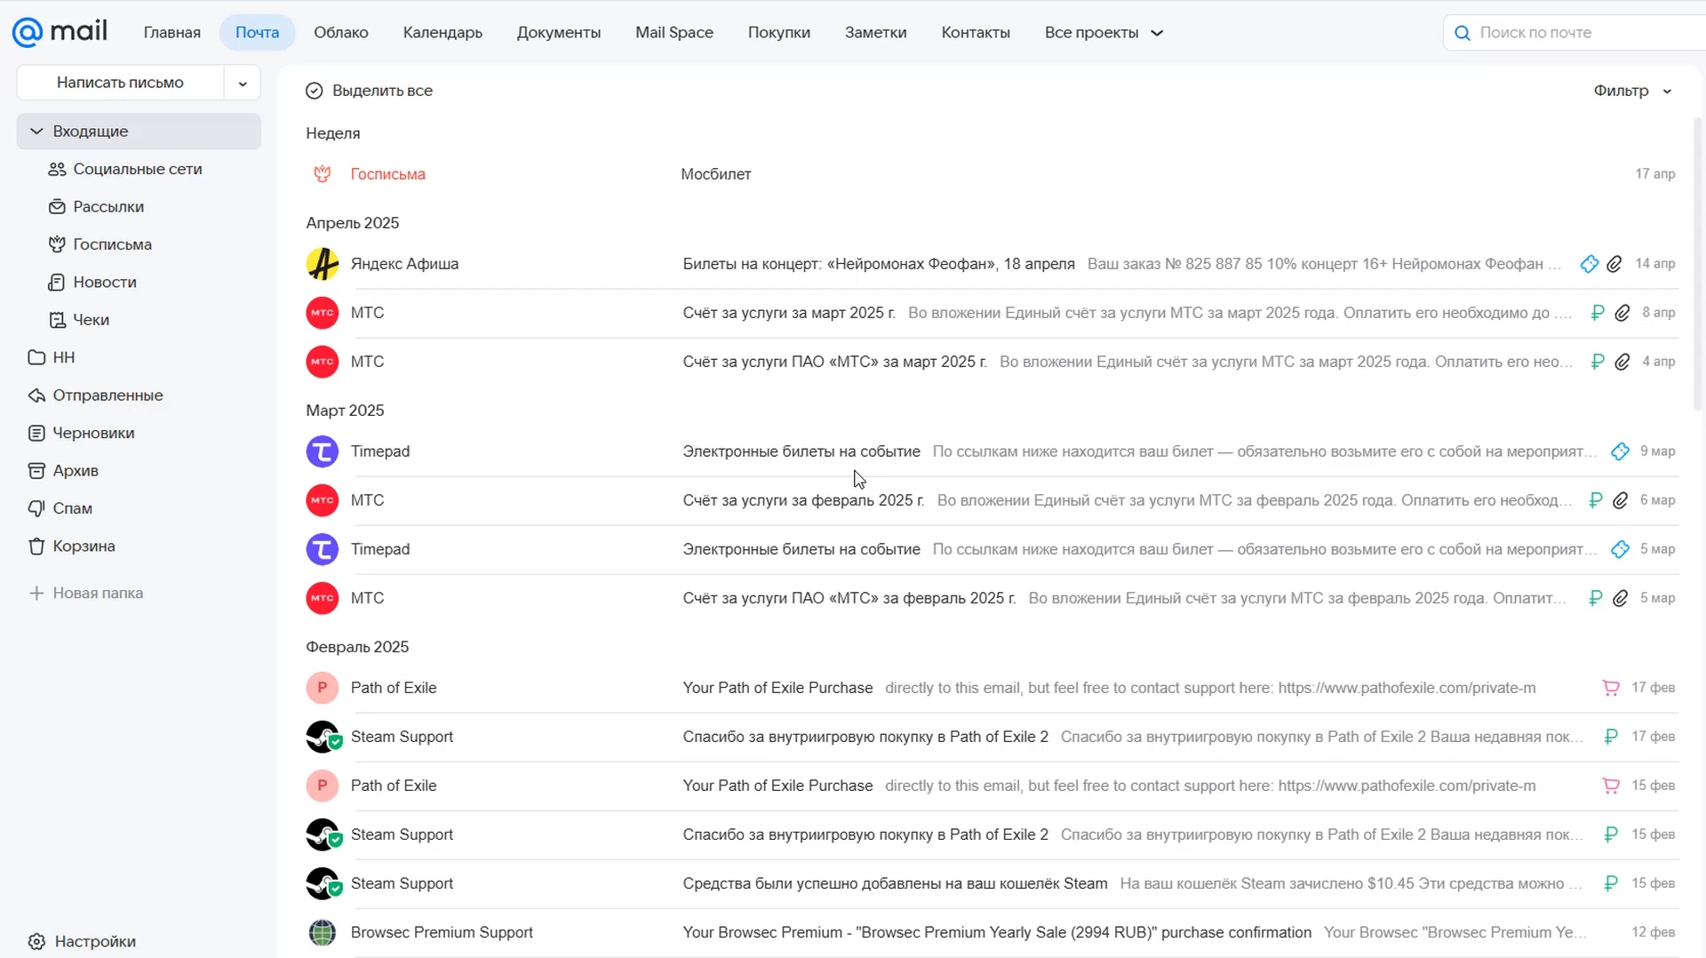 @mail Главная Почта Облако Календарь Документы Mail Space Покупки Заметки Контакты Все проекты Поиск по почте
Написать письмо
Входящие
Социальные сети
Рассылки
Госписьма
Новости
Чеки
НН
Отправленные
Черновики
Архив
Спам
Корзина
Новая папка
Настройки
Выделить все Фильтр
Неделя
Госписьма Мосбилет 17 апр
Апрель 2025
Яндекс Афиша Билеты на концерт: «Нейромонах Феофан», 18 апреля Ваш заказ № 825 887 85 10% концерт 16+ Нейромонах Феофан ... 14 апр
МТС МТС Счёт за услуги за март 2025 г. Во вложении Единый счёт за услуги МТС за март 2025 года. Оплатить его необходимо до .... 8 апр
МТС МТС Счёт за услуги ПАО «МТС» за март 2025 г. Во вложении Единый счёт за услуги МТС за март 2025 года. Оплатить его нео... 4 апр
Март 2025
Timepad Электронные билеты на событие По ссылкам ниже находится ваш билет — обязательно возьмите его с собой на мероприят... 9 мар
МТС МТС Счёт за услуги за февраль 2025 г. Во вложении Единый счёт за услуги МТС за февраль 2025 года. Оплатить его необход... 6 мар
Timepad Электронные билеты на событие По ссылкам ниже находится ваш билет — обязательно возьмите его с собой на мероприят... 5 мар
МТС МТС Счёт за услуги ПАО «МТС» за февраль 2025 г. Во вложении Единый счёт за услуги МТС за февраль 2025 года. Оплатит... 5 мар
Февраль 2025
P Path of Exile Your Path of Exile Purchase directly to this email, but feel free to contact support here: https://www.pathofexile.com/private-m 17 фев
Steam Support Спасибо за внутриигровую покупку в Path of Exile 2 Спасибо за внутриигровую покупку в Path of Exile 2 Ваша недавняя пок... 17 фев
P Path of Exile Your Path of Exile Purchase directly to this email, but feel free to contact support here: https://www.pathofexile.com/private-m 15 фев
Steam Support Спасибо за внутриигровую покупку в Path of Exile 2 Спасибо за внутриигровую покупку в Path of Exile 2 Ваша недавняя пок... 15 фев
Steam Support Средства были успешно добавлены на ваш кошелёк Steam На ваш кошелёк Steam зачислено $10.45 Эти средства можно ... 15 фев
Browsec Premium Support Your Browsec Premium - "Browsec Premium Yearly Sale (2994 RUB)" purchase confirmation Your Browsec "Browsec Premium Ye... 12 фев